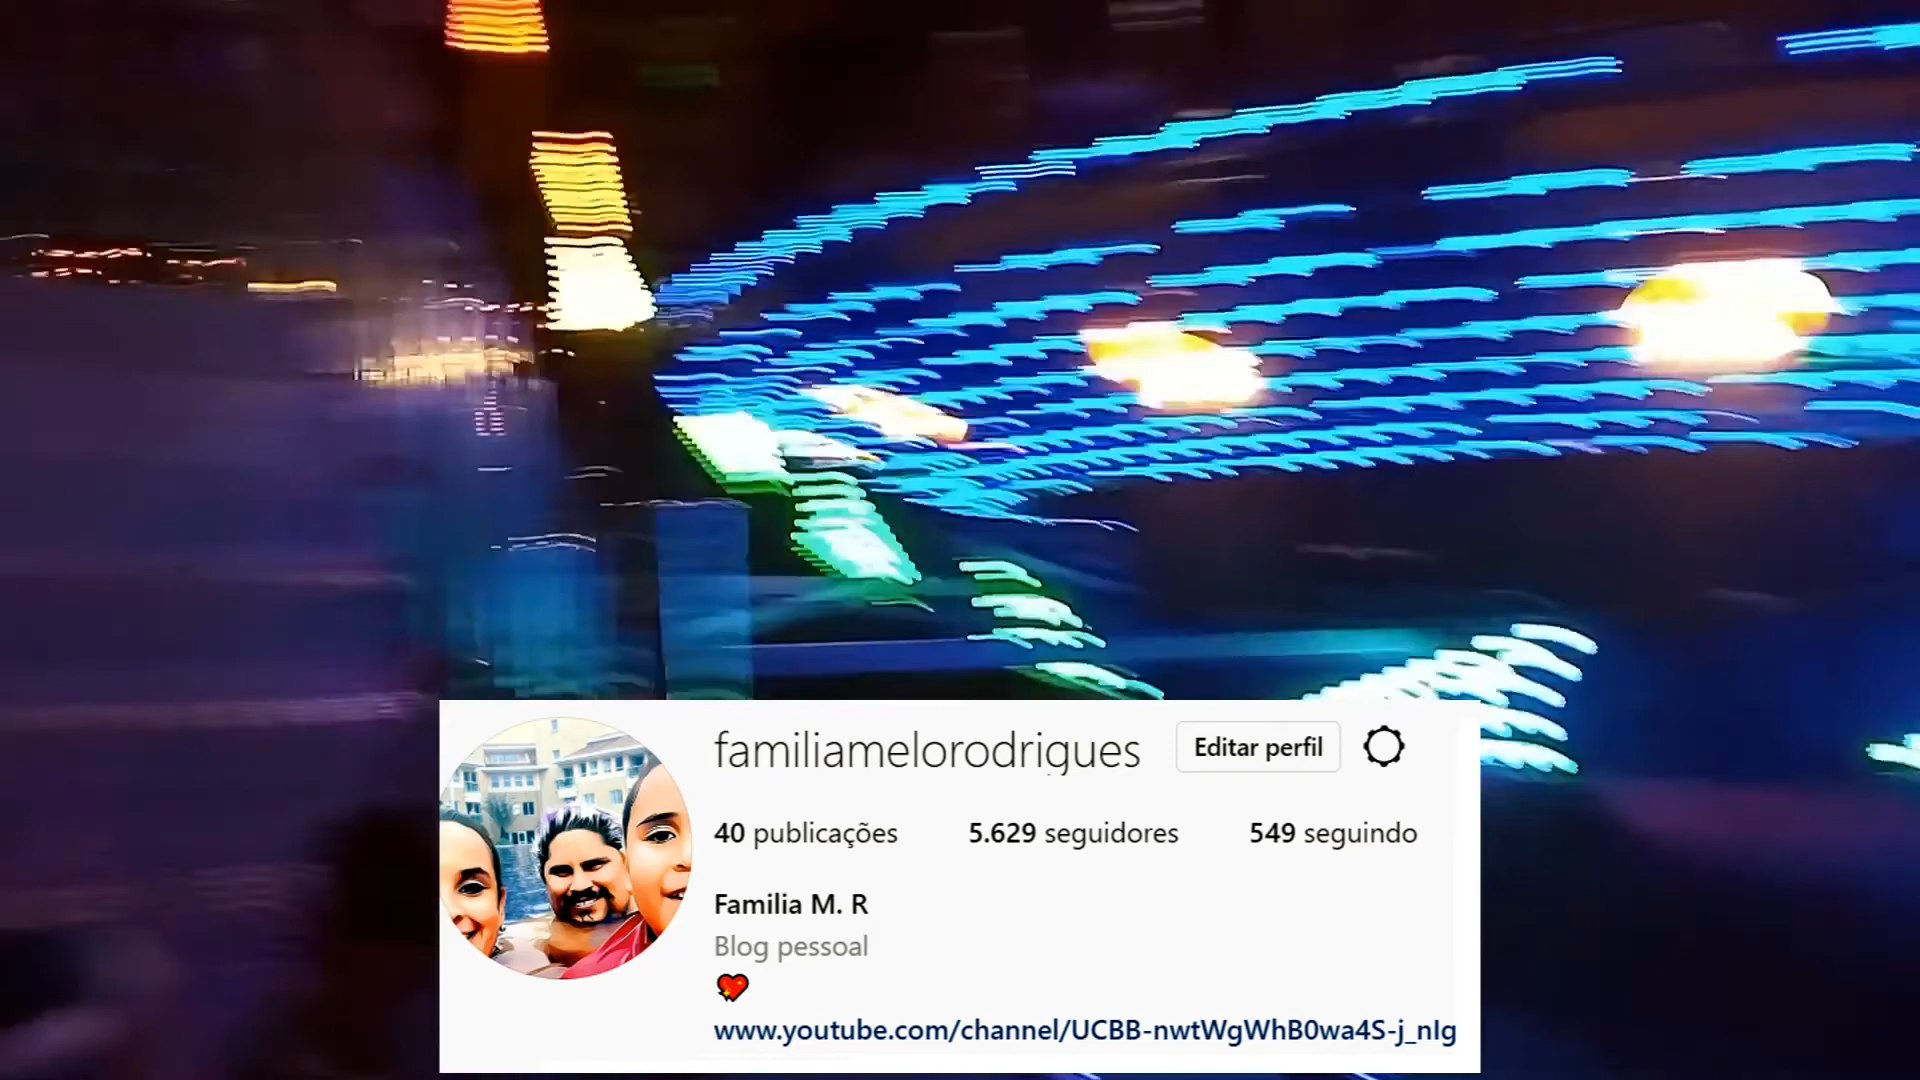 familiamelorodrigues Editar perfil
40 publicações 5.629 seguidores 549 seguindo
Familia M. R
Blog pessoal
www.youtube.com/channel/UCBB-nwtWgWhB0wa4S-j_nIg